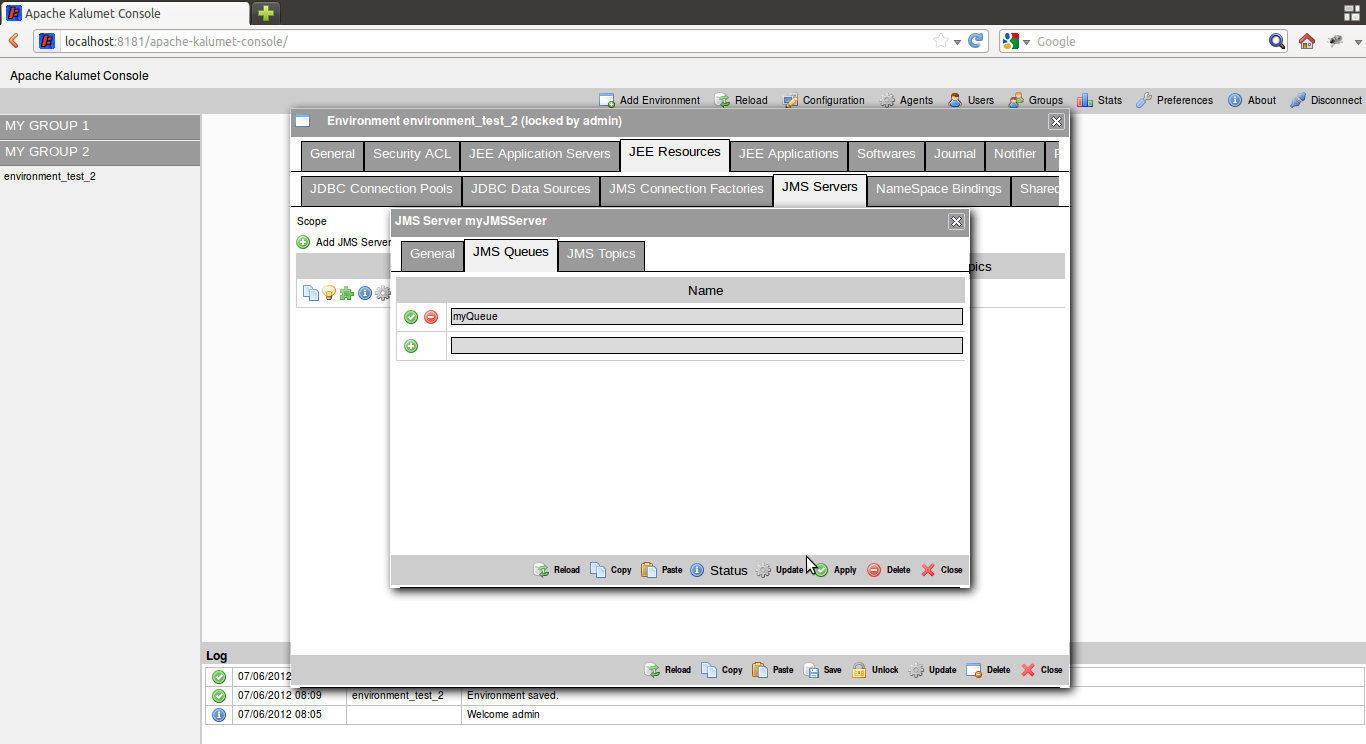 Apache Kalumet Console
localhost:8181/apache-kalumet-console/
Google
Apache Kalumet Console
Add Environment Reload Configuration Agents Users Groups Stats Preferences About Disconnect
MY GROUP 1
MY GROUP 2
environment_test_2
Environment environment_test_2 (locked by admin)
General Security ACL JEE Application Servers JEE Resources JEE Applications Softwares Journal Notifier
JDBC Connection Pools JDBC Data Sources JMS Connection Factories JMS Servers NameSpace Bindings Shared
Scope
Add JMS Server
pics
JMS Server myJMSServer
General JMS Queues JMS Topics
Name
myQueue
Reload Copy Paste Status Update Apply Delete Close
Reload Copy Paste Save Unlock Update Delete Close
Log
07/06/2012
07/06/2012 08:09 environment_test_2 Environment saved.
07/06/2012 08:05 Welcome admin